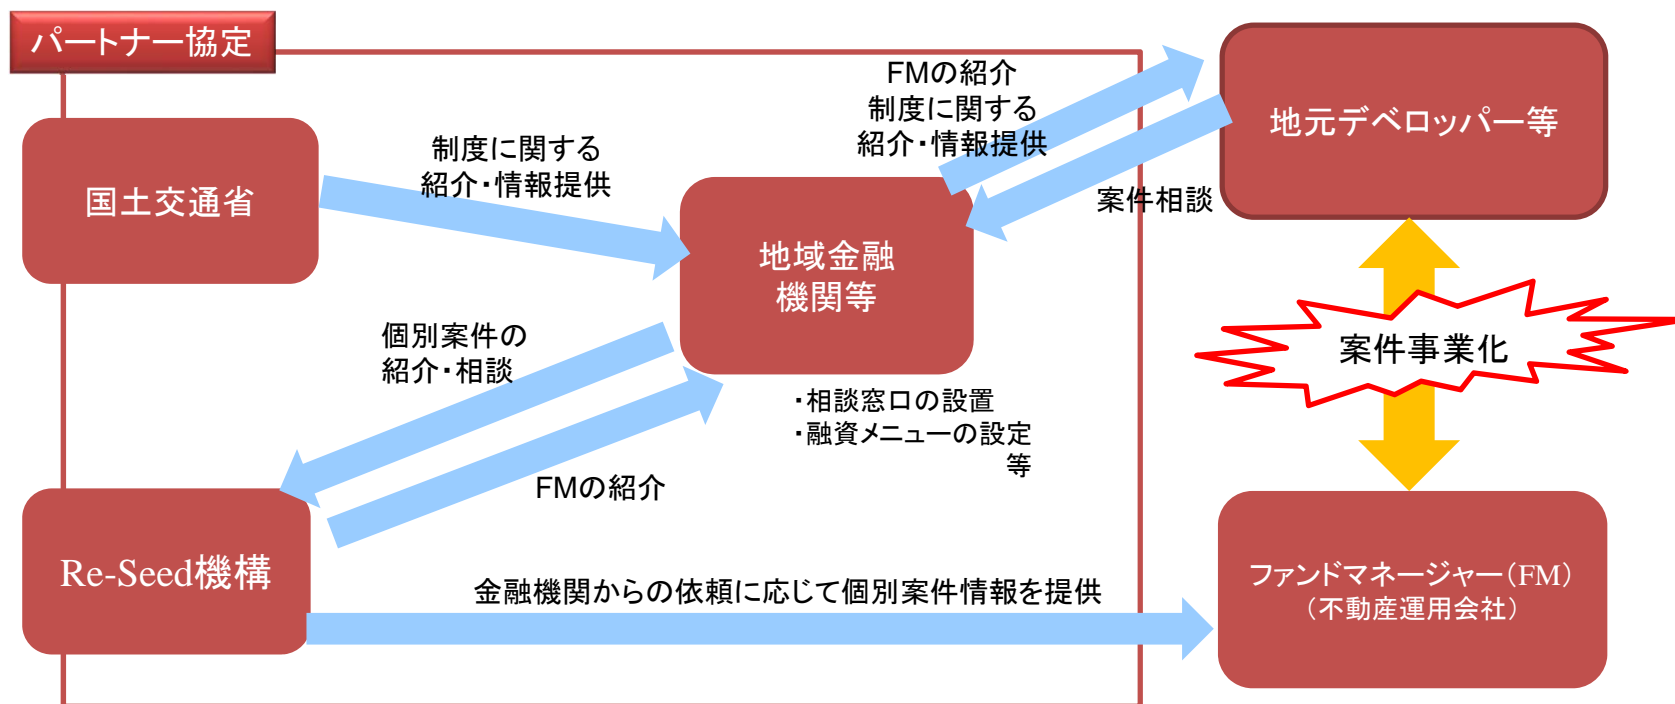 パートナー協定
国土交通省
制度に関する
紹介・情報提供
FMの紹介
制度に関する
紹介・情報提供
地元デベロッパー等
案件相談
地域金融
機関等
個別案件の
紹介・相談
・相談窓口の設置
・融資メニューの設定
等
案件事業化
FMの紹介
Re-Seed機構
金融機関からの依頼に応じて個別案件情報を提供
ファンドマネージャー(FM)
(不動産運用会社)